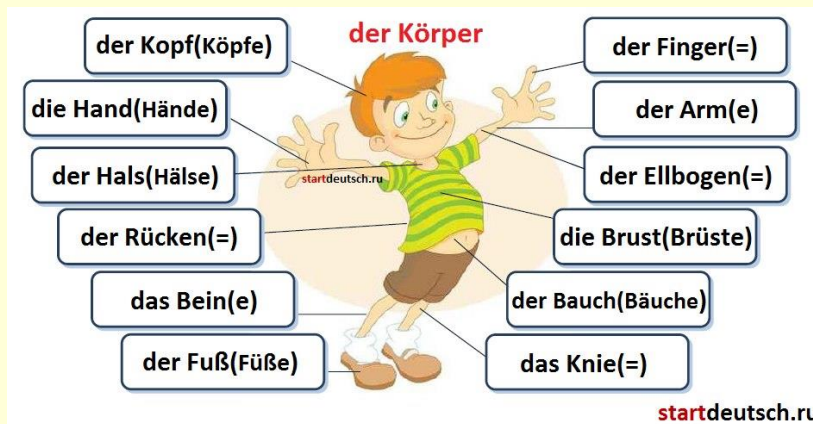 der Körper
der Kopf(Köpfe)
die Hand(Hände)
der Hals(Hälse)
der Rücken(=)
das Bein(e)
der Fuß(Füße)
der Finger(=)
der Arm(e)
der Ellbogen(=)
die Brust(Brüste)
der Bauch(Bäuche)
das Knie(=)
startdeutsch.ru
startdeutsch.ru